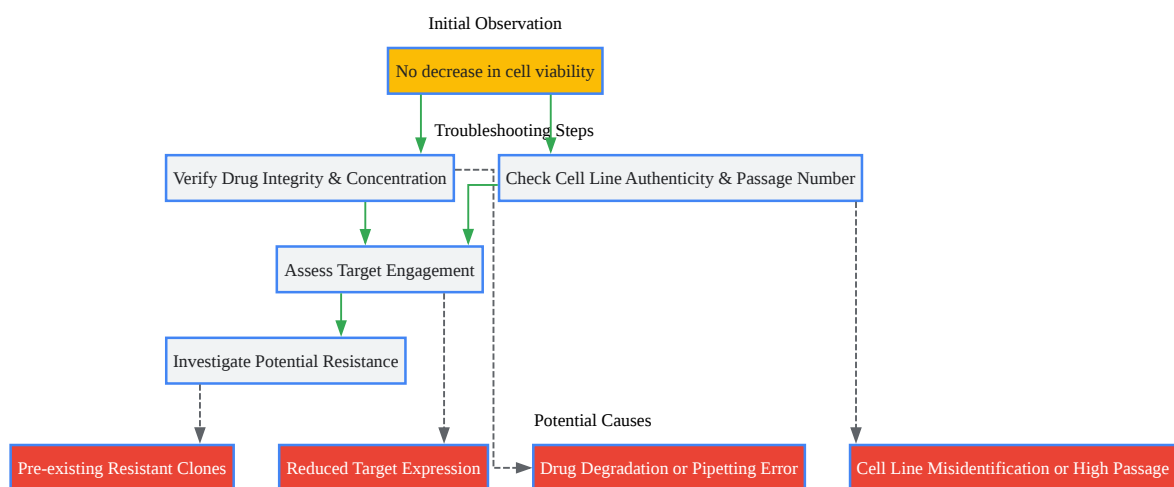 Initial Observation
No decrease in cell viability
Troubleshooting Steps
Verify Drug Integrity & Concentration
Check Cell Line Authenticity & Passage Number
Assess Target Engagement
Investigate Potential Resistance
Potential Causes
Pre-existing Resistant Clones
Reduced Target Expression
Drug Degradation or Pipetting Error
Cell Line Misidentification or High Passage